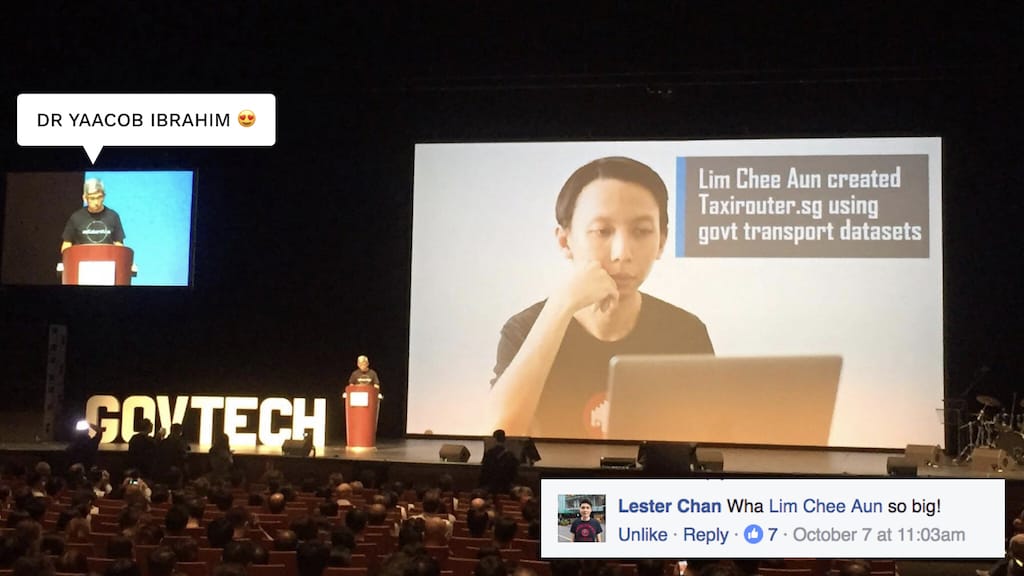 DR YAACOB IBRAHIM 😍
Lim Chee Aun created
Taxirouter.sg using
govt transport datasets
GOVTECH
Lester Chan Wha Lim Chee Aun so big!
Unlike · Reply · 7 · October 7 at 11:03am